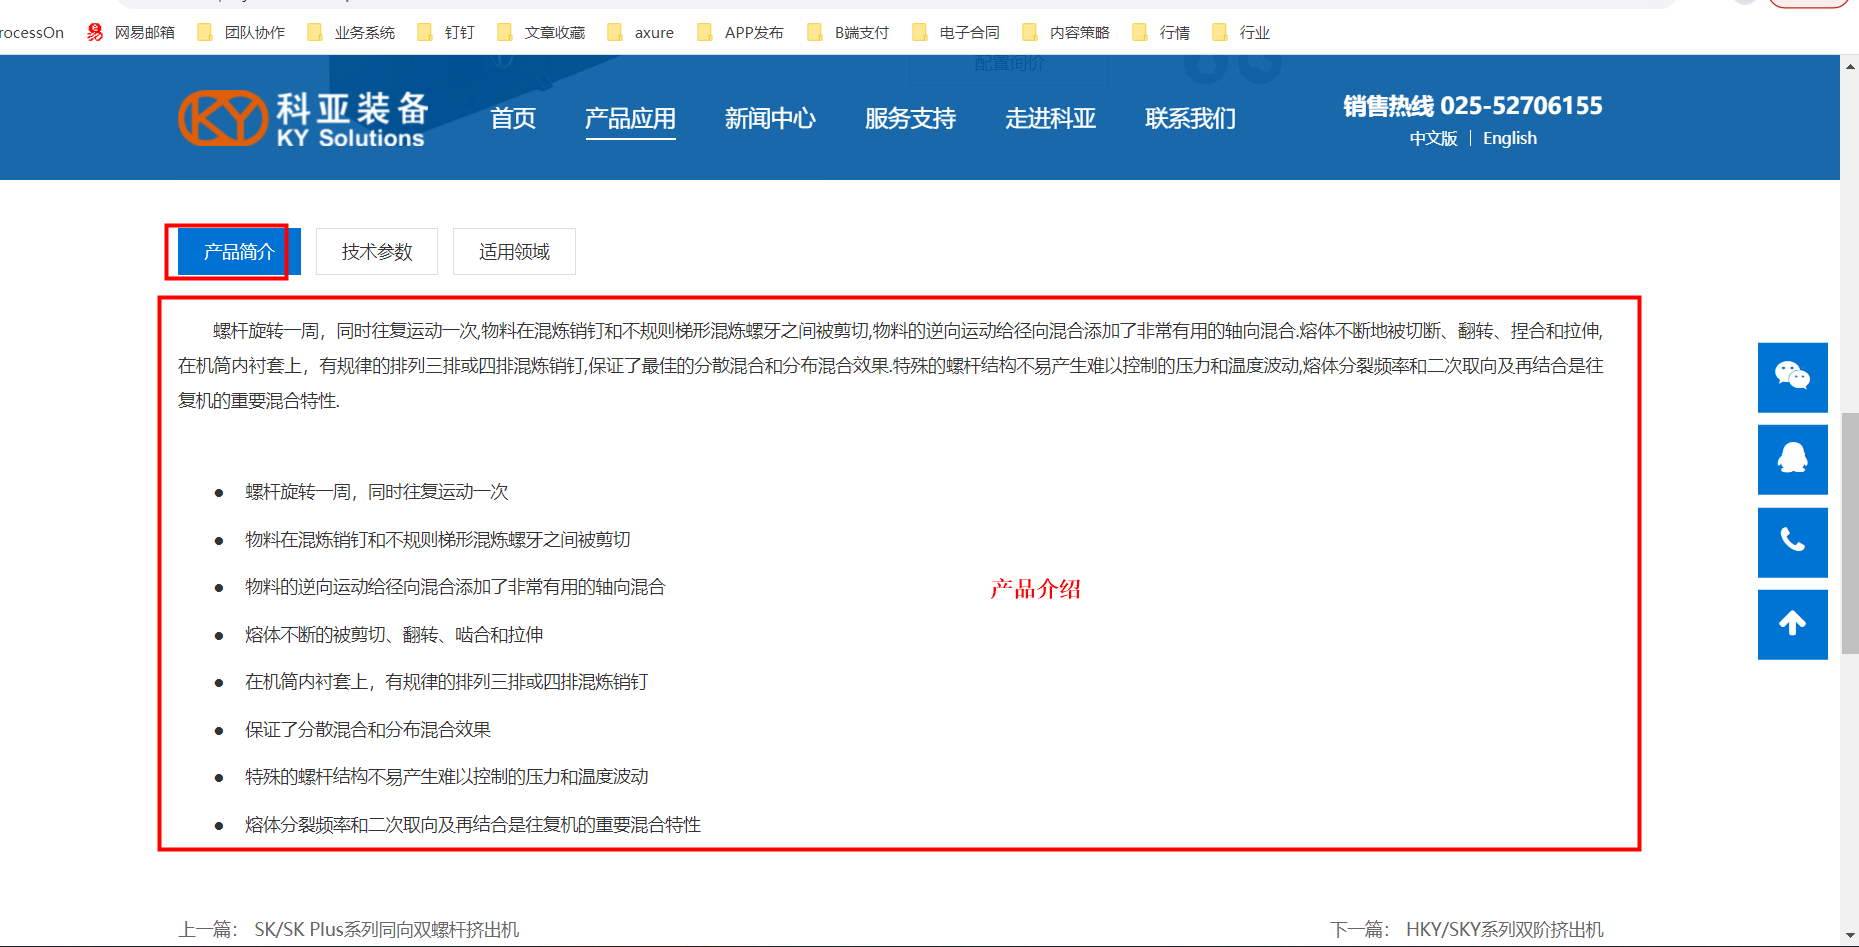 rocessOn 网易邮箱 团队协作 业务系统 钉钉 文章收藏 axure APP发布 B端支付 电子合同 内容策略 行情 行业
配置询价
KY 科亚装备
KY Solutions
首页 产品应用 新闻中心 服务支持 走进科亚 联系我们
销售热线 025-52706155
中文版 | English
产品简介 技术参数 适用领域
螺杆旋转一周，同时往复运动一次,物料在混炼销钉和不规则梯形混炼螺牙之间被剪切,物料的逆向运动给径向混合添加了非常有用的轴向混合.熔体不断地被切断、翻转、捏合和拉伸,
在机筒内衬套上，有规律的排列三排或四排混炼销钉,保证了最佳的分散混合和分布混合效果.特殊的螺杆结构不易产生难以控制的压力和温度波动,熔体分裂频率和二次取向及再结合是往
复机的重要混合特性.
● 螺杆旋转一周，同时往复运动一次
● 物料在混炼销钉和不规则梯形混炼螺牙之间被剪切
● 物料的逆向运动给径向混合添加了非常有用的轴向混合
● 熔体不断的被剪切、翻转、啮合和拉伸
● 在机筒内衬套上，有规律的排列三排或四排混炼销钉
● 保证了分散混合和分布混合效果
● 特殊的螺杆结构不易产生难以控制的压力和温度波动
● 熔体分裂频率和二次取向及再结合是往复机的重要混合特性
产品介绍
上一篇： SK/SK Plus系列同向双螺杆挤出机
下一篇： HKY/SKY系列双阶挤出机